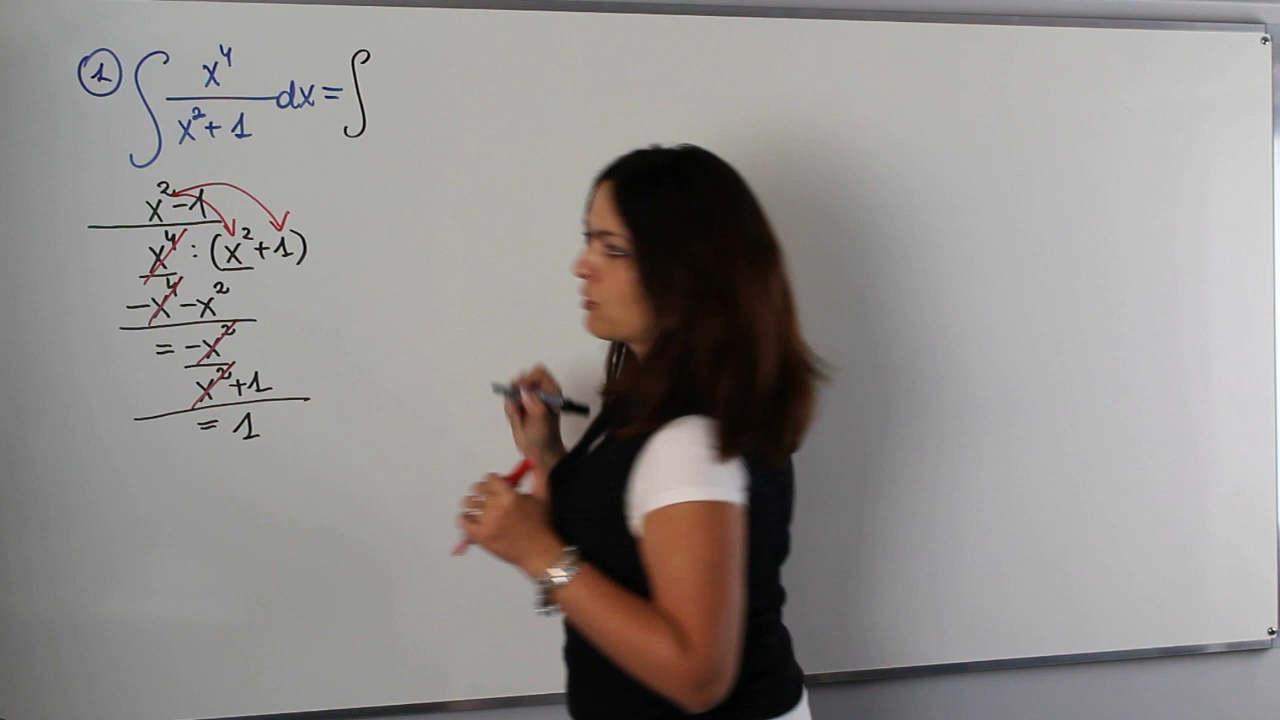 ① ∫ x⁴/(x²+1) dx = ∫
x²-1
x⁴ : (x²+1)
-x⁴-x²
= -x²
x²+1
= 1